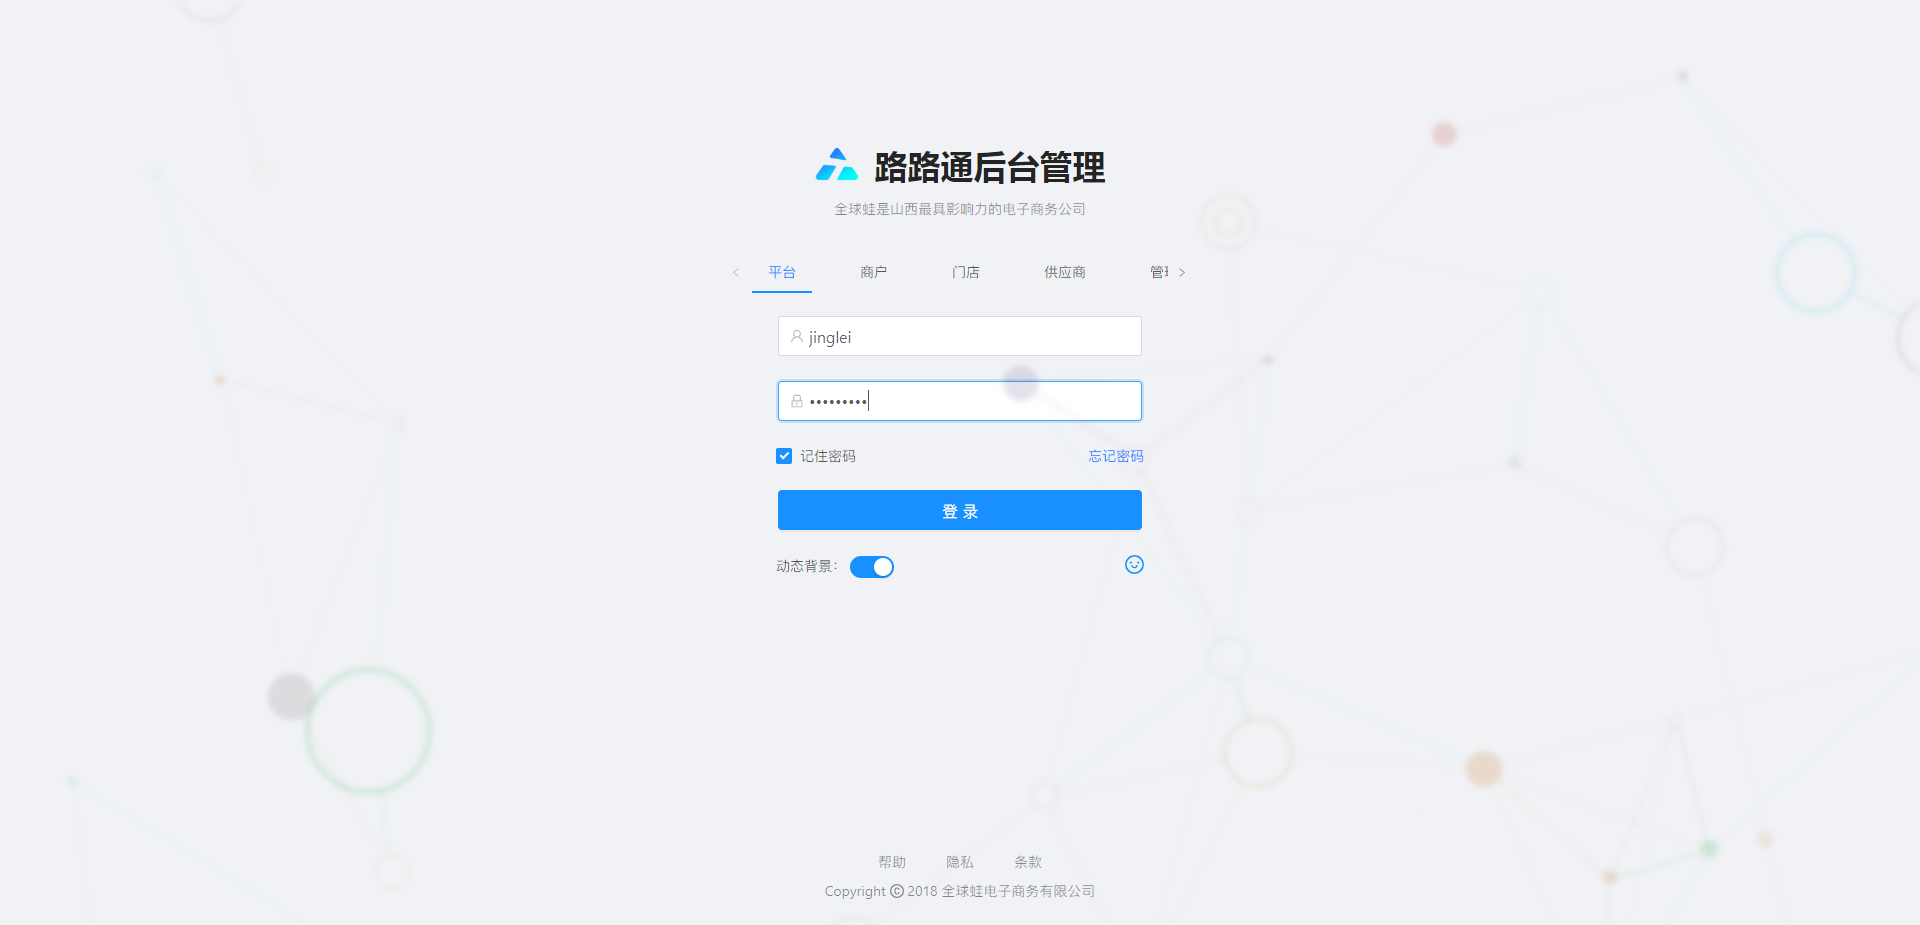 路路通后台管理
全球蛙是山西最具影响力的电子商务公司
平台 商户 门店 供应商
jinglei
•••••••••
记住密码 忘记密码
登 录
动态背景：
帮助 隐私 条款
Copyright © 2018 全球蛙电子商务有限公司